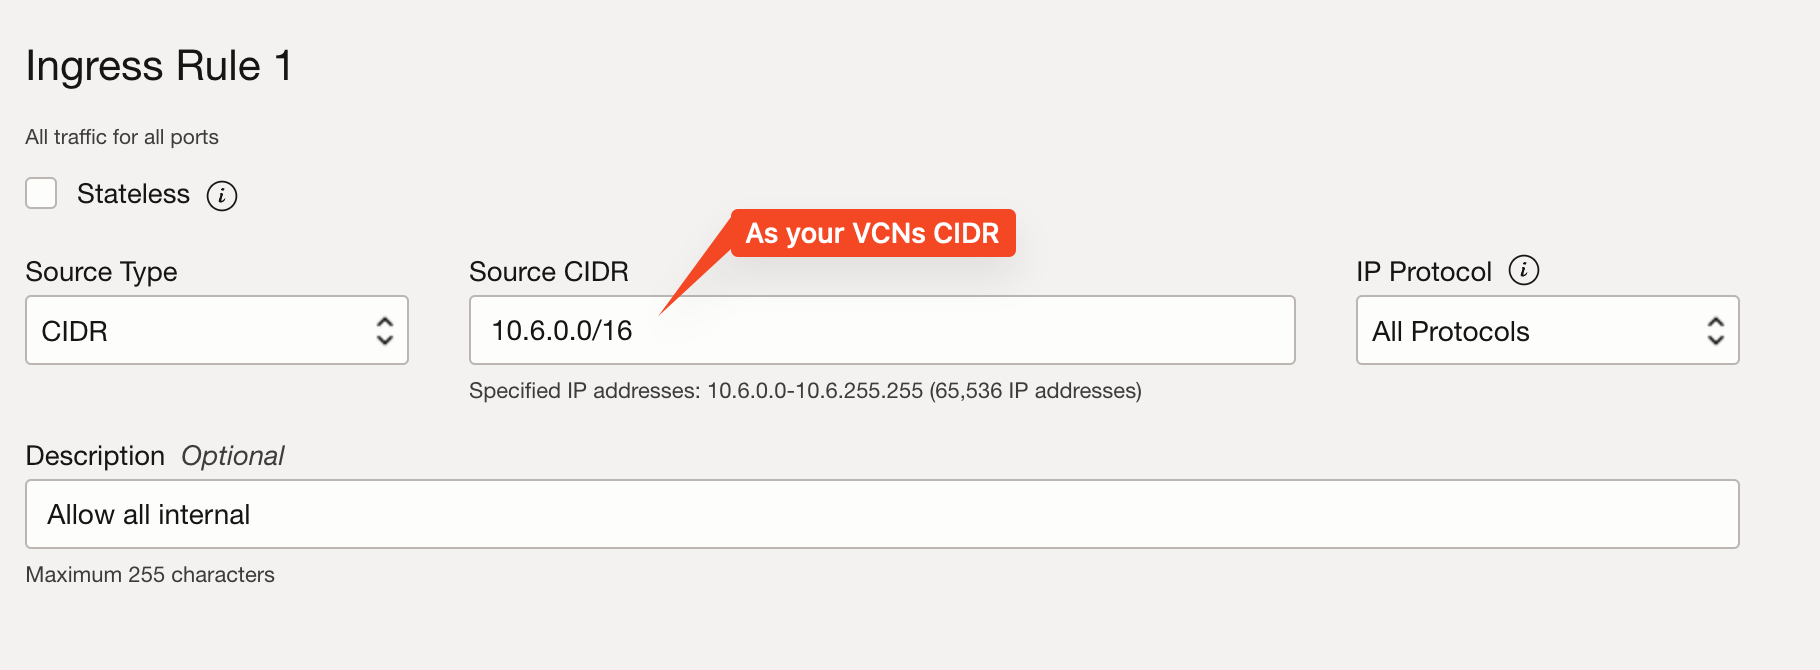 Ingress Rule 1
All traffic for all ports
Stateless i
As your VCNs CIDR
Source Type
Source CIDR
IP Protocol i
CIDR
10.6.0.0/16
All Protocols
Specified IP addresses: 10.6.0.0-10.6.255.255 (65,536 IP addresses)
Description Optional
Allow all internal
Maximum 255 characters